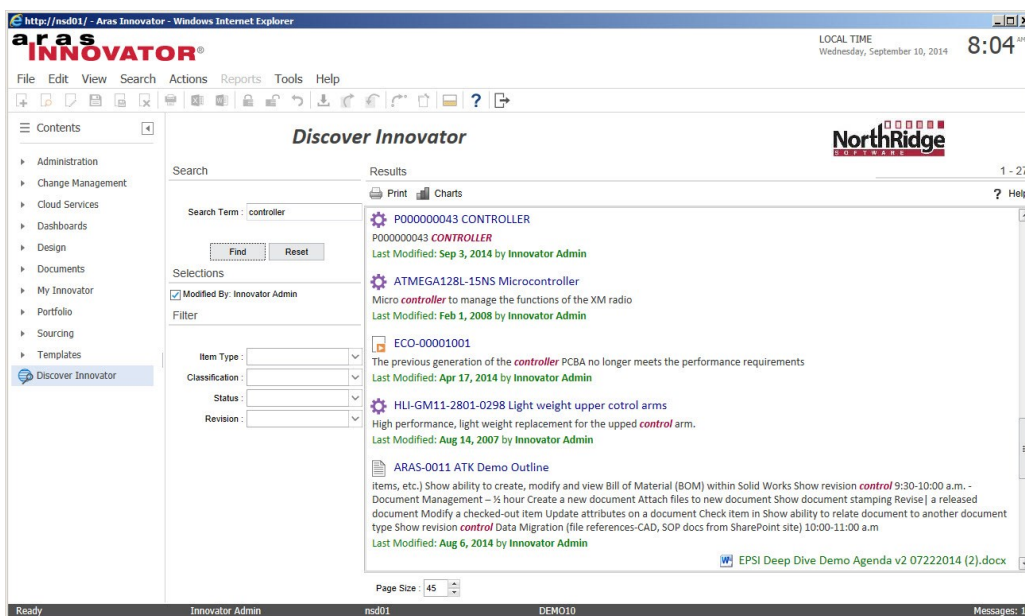 http://nsd01/ - Aras Innovator - Windows Internet Explorer
aras
INNOVATOR®
LOCAL TIME
Wednesday, September 10, 2014
8:04 AM
File Edit View Search Actions Reports Tools Help
Contents
Administration
Change Management
Cloud Services
Dashboards
Design
Documents
My Innovator
Portfolio
Sourcing
Templates
Discover Innovator
Discover Innovator
NorthRidge
SOFTWARE
Search
Search Term : controller
Find Reset
Selections
Modified By: Innovator Admin
Filter
Item Type :
Classification :
Status :
Revision :
Results
1 - 27
Print Charts
? Help
P000000043 CONTROLLER
P000000043 CONTROLLER
Last Modified: Sep 3, 2014 by Innovator Admin
ATMEGA128L-15NS Microcontroller
Micro controller to manage the functions of the XM radio
Last Modified: Feb 1, 2008 by Innovator Admin
ECO-00001001
The previous generation of the controller PCBA no longer meets the performance requirements
Last Modified: Apr 17, 2014 by Innovator Admin
HLI-GM11-2801-0298 Light weight upper cotrol arms
High performance, light weight replacement for the upped control arm.
Last Modified: Aug 14, 2007 by Innovator Admin
ARAS-0011 ATK Demo Outline
items, etc.) Show ability to create, modify and view Bill of Material (BOM) within Solid Works Show revision control 9:30-10:00 a.m. -
Document Management – ½ hour Create a new document Attach files to new document Show document stamping Revise| a released
document Modify a checked-out item Update attributes on a document Check item in Show ability to relate document to another document
type Show revision control Data Migration (file references-CAD, SOP docs from SharePoint site) 10:00-11:00 a.m
Last Modified: Aug 6, 2014 by Innovator Admin
EPSI Deep Dive Demo Agenda v2 07222014 (2).docx
Page Size : 45
Ready Innovator Admin nsd01 DEMO10 Messages: 1